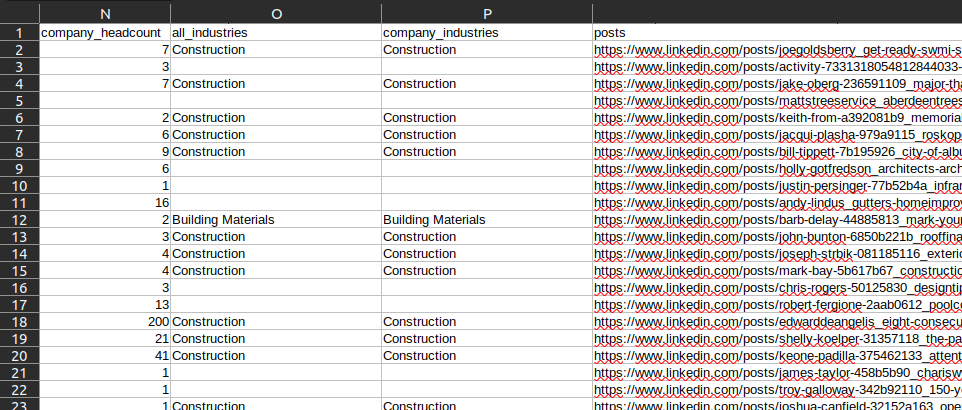 N O P
1 company_headcount all_industries company_industries posts
2 7 Construction Construction https://www.linkedin.com/posts/joegoldsberry_get-ready-swmi-s
3 3 https://www.linkedin.com/posts/activity-7331318054812844033-
4 7 Construction Construction https://www.linkedin.com/posts/jake-oberg-236591109_major-tha
5 https://www.linkedin.com/posts/mattstreeservice_aberdeentrees
6 2 Construction Construction https://www.linkedin.com/posts/keith-from-a392081b9_memorial
7 6 Construction Construction https://www.linkedin.com/posts/jacqui-plasha-979a9115_roskop
8 9 Construction Construction https://www.linkedin.com/posts/bill-tippett-7b195926_city-of-albu
9 6 https://www.linkedin.com/posts/holly-gotfredson_architects-arch
10 1 https://www.linkedin.com/posts/justin-persinger-77b52b4a_infrar
11 16 https://www.linkedin.com/posts/andy-lindus_gutters-homeimprov
12 2 Building Materials Building Materials https://www.linkedin.com/posts/barb-delay-44885813_mark-your
13 3 Construction Construction https://www.linkedin.com/posts/john-bunton-6850b221b_rooffina
14 4 Construction Construction https://www.linkedin.com/posts/joseph-strbik-081185116_exterio
15 4 Construction Construction https://www.linkedin.com/posts/mark-bay-5b617b67_constructio
16 3 https://www.linkedin.com/posts/chris-rogers-50125830_designtip
17 13 https://www.linkedin.com/posts/robert-fergione-2aab0612_poolco
18 200 Construction Construction https://www.linkedin.com/posts/edwarddeangelis_eight-consecu
19 21 Construction Construction https://www.linkedin.com/posts/shelly-koelper-31357118_the-pa
20 41 Construction Construction https://www.linkedin.com/posts/keone-padilla-375462133_attent
21 1 https://www.linkedin.com/posts/james-taylor-458b5b90_charisw
22 1 https://www.linkedin.com/posts/troy-galloway-342b92110_150-y
23 1 Construction Construction https://www.linkedin.com/posts/joshua-canfield-32152a163_ope